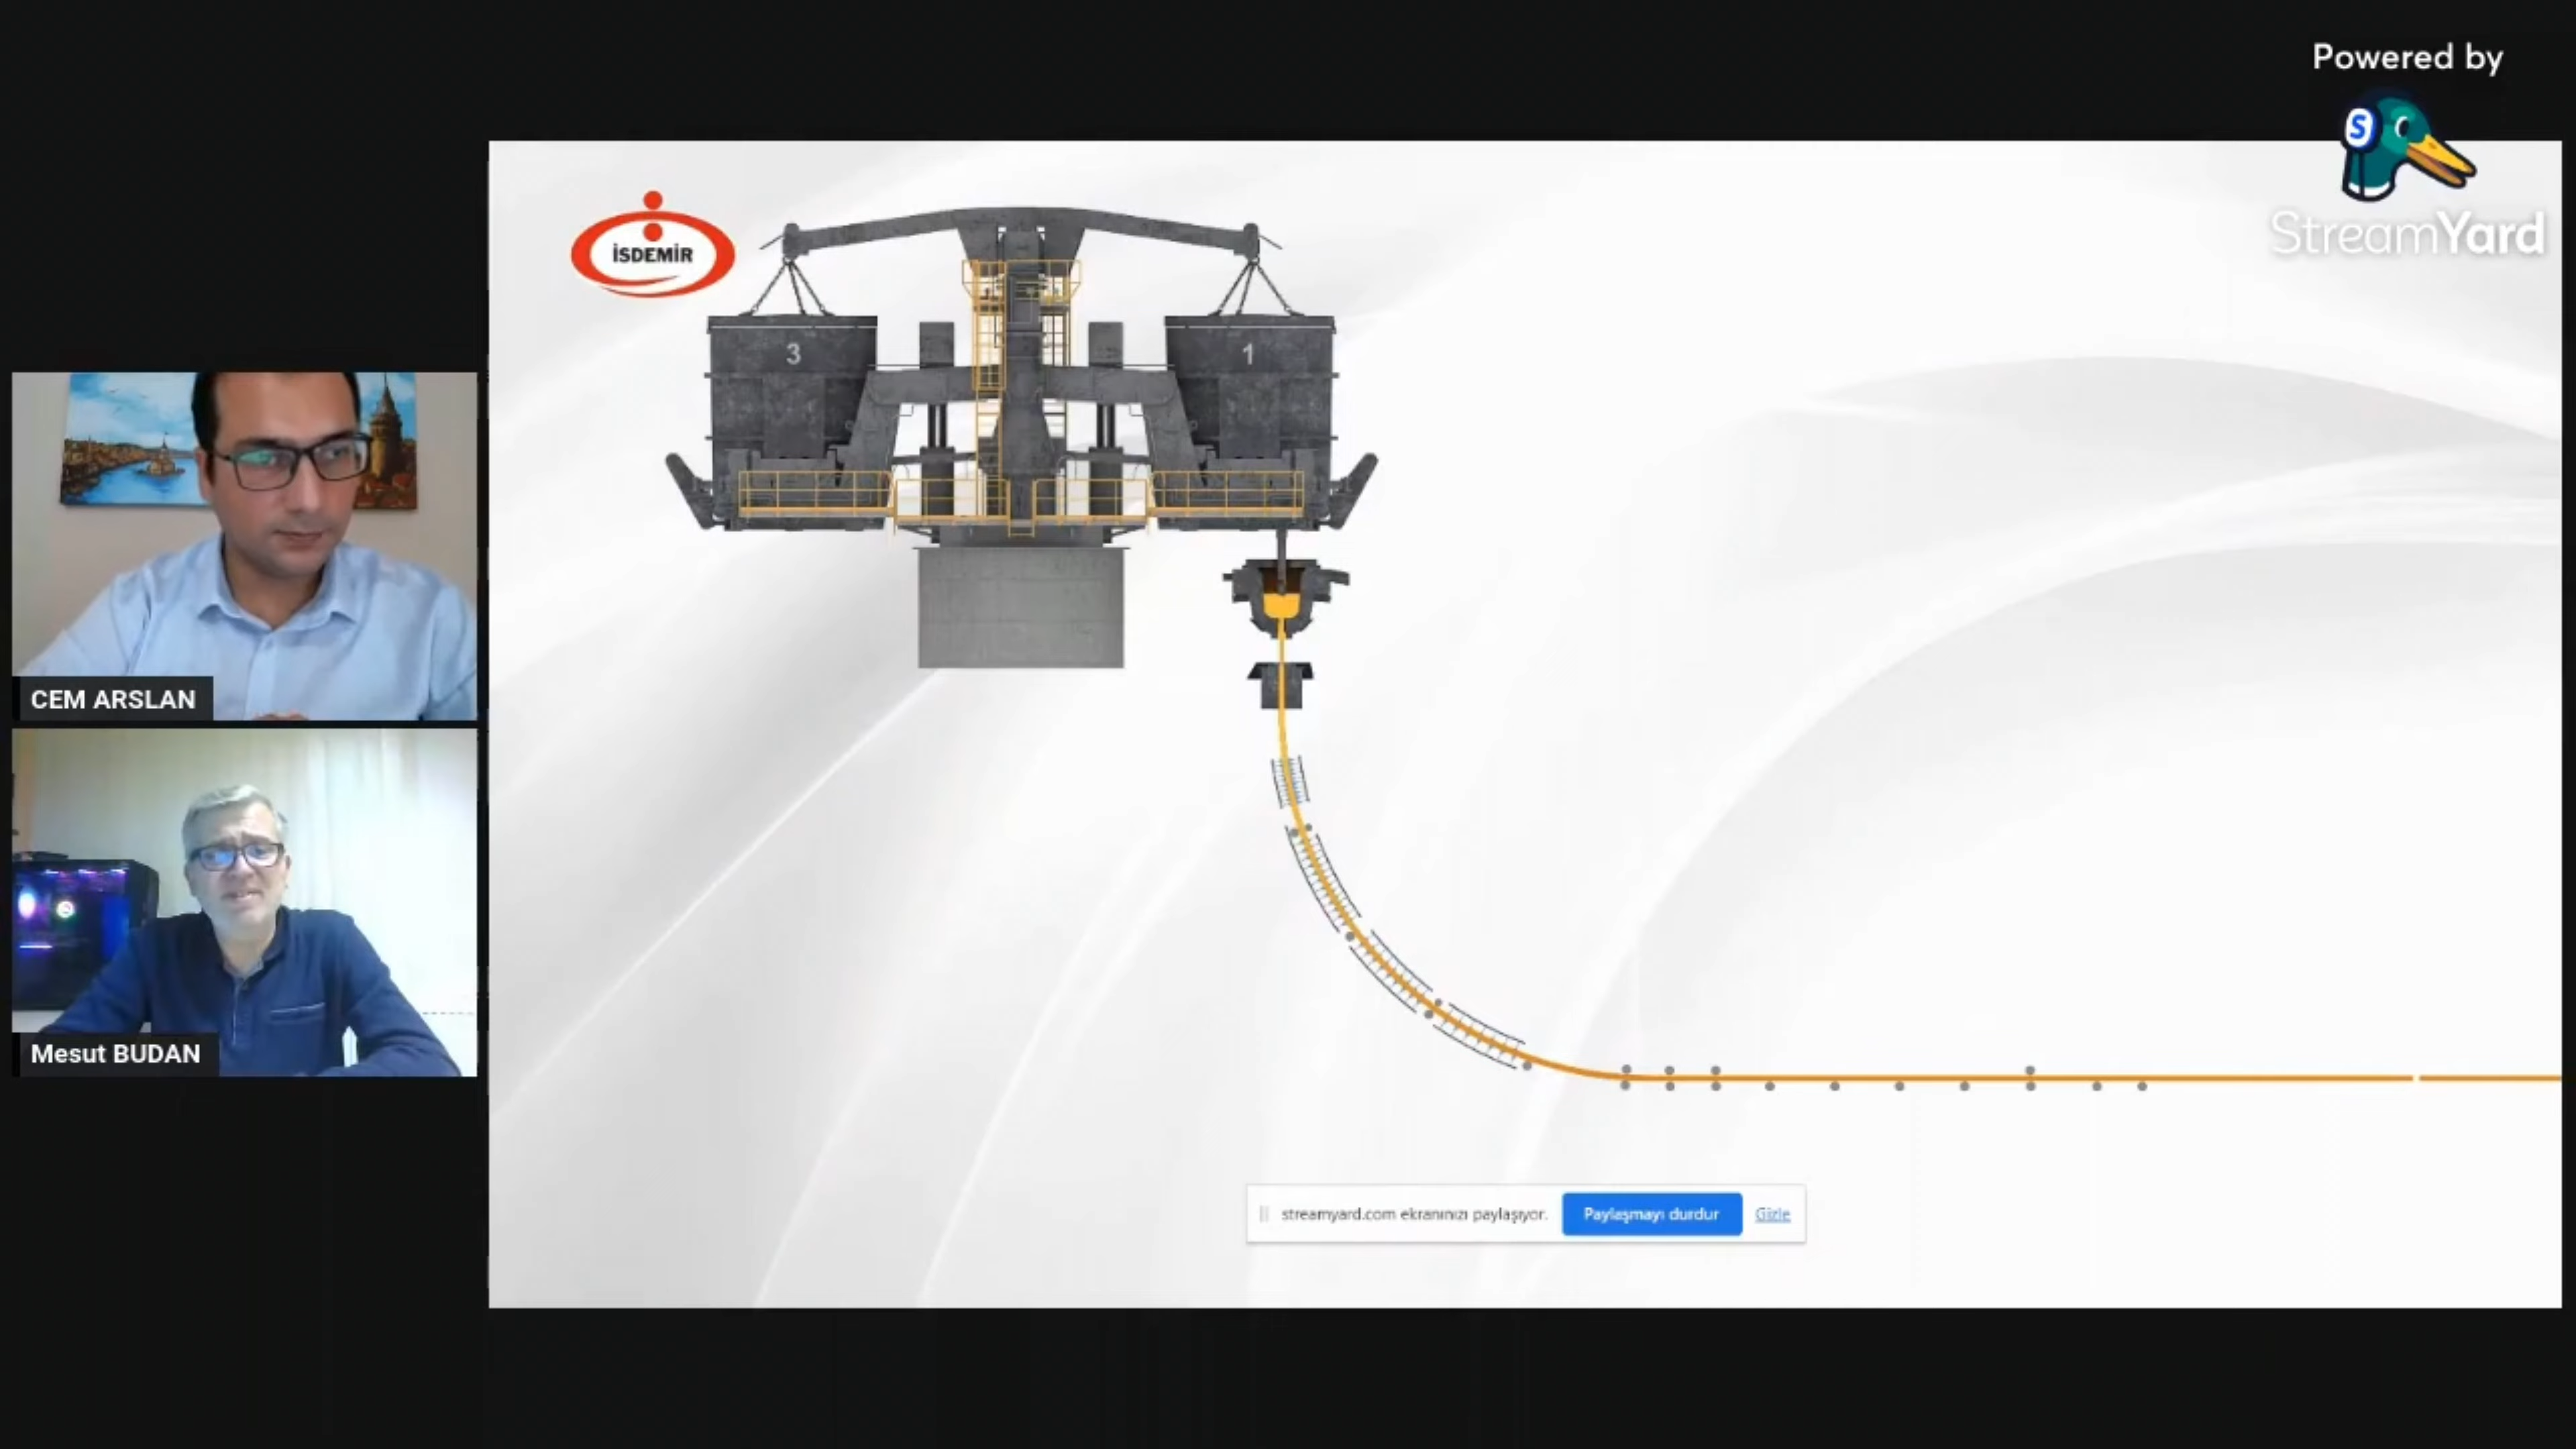 Powered by
S
StreamYard
İSDEMİR
3
1
CEM ARSLAN
Mesut BUDAN
streamyard.com ekranınızı paylaşıyor.
Paylaşmayı durdur
Gizle